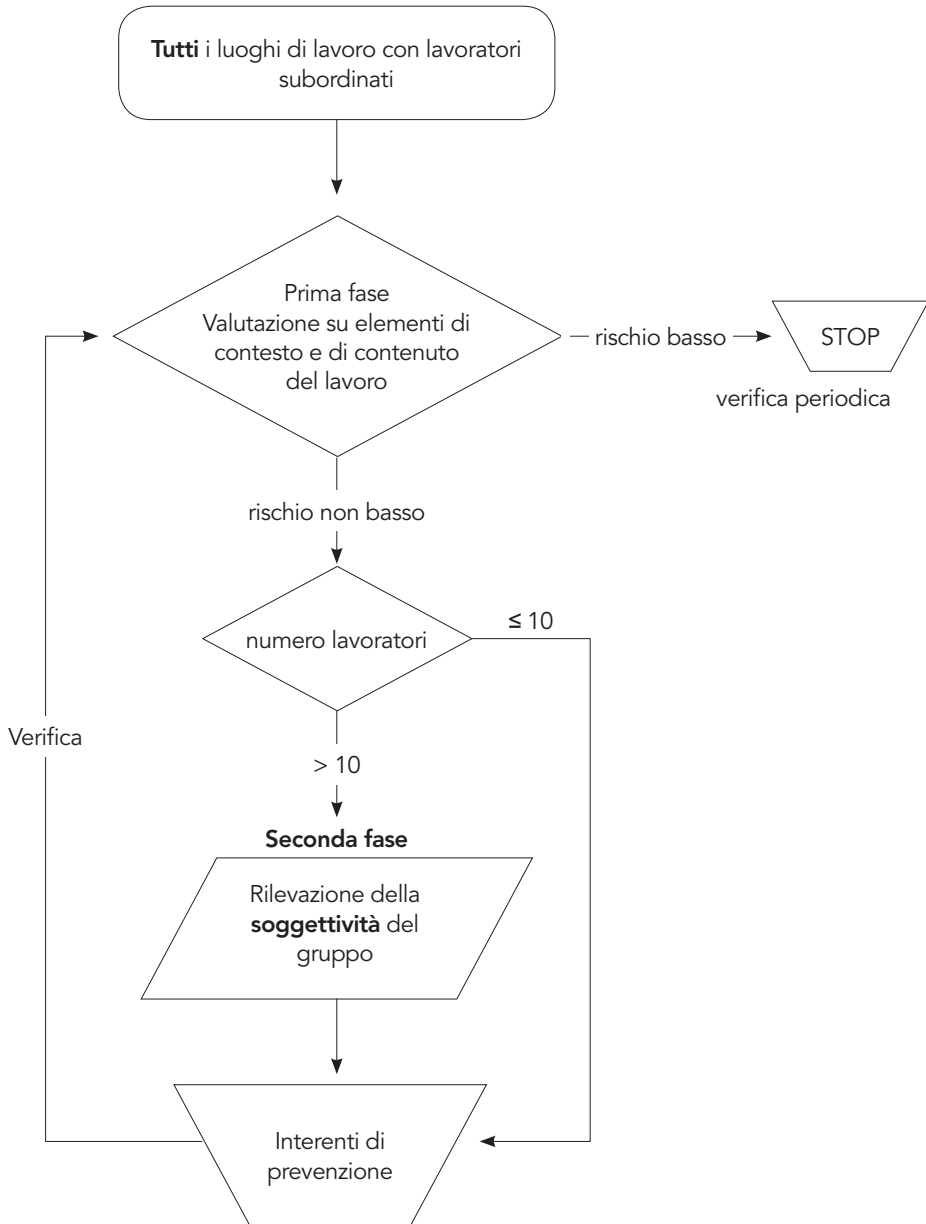 Tutti i luoghi di lavoro con lavoratori
subordinati
Prima fase
Valutazione su elementi di
contesto e di contenuto
del lavoro
rischio basso
STOP
verifica periodica
rischio non basso
numero lavoratori
≤ 10
Verifica
> 10
Seconda fase
Rilevazione della
soggettività del
gruppo
Interenti di
prevenzione